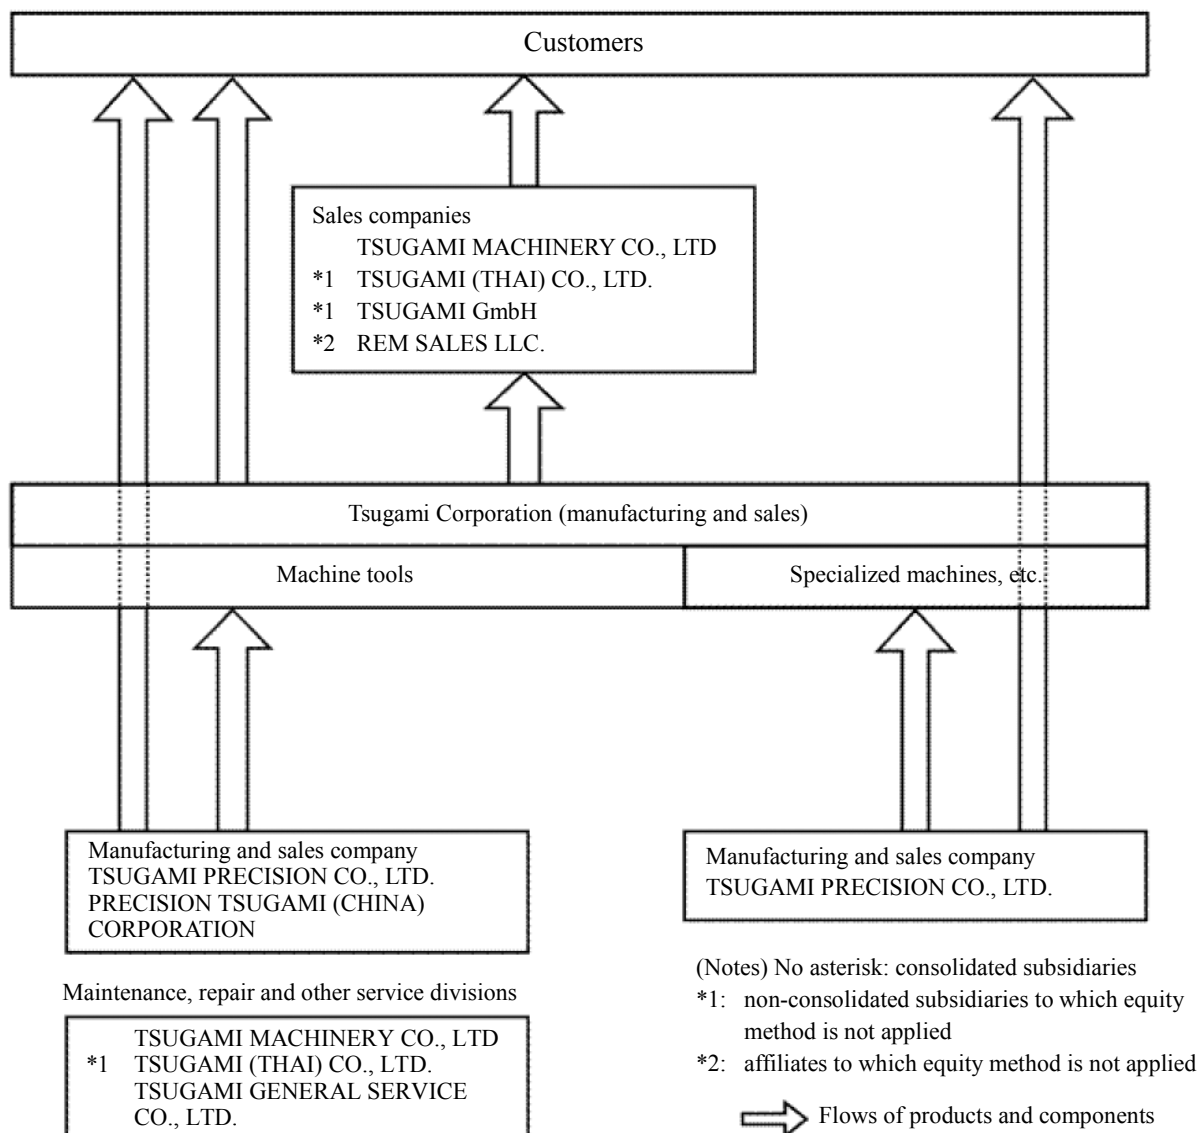 Customers
Sales companies
TSUGAMI MACHINERY CO., LTD
*1 TSUGAMI (THAI) CO., LTD.
*1 TSUGAMI GmbH
*2 REM SALES LLC.
Tsugami Corporation (manufacturing and sales)
Machine tools
Specialized machines, etc.
Manufacturing and sales company
TSUGAMI PRECISION CO., LTD.
PRECISION TSUGAMI (CHINA)
CORPORATION
Manufacturing and sales company
TSUGAMI PRECISION CO., LTD.
Maintenance, repair and other service divisions
TSUGAMI MACHINERY CO., LTD
*1 TSUGAMI (THAI) CO., LTD.
TSUGAMI GENERAL SERVICE
CO., LTD.
(Notes) No asterisk: consolidated subsidiaries
*1: non-consolidated subsidiaries to which equity
method is not applied
*2: affiliates to which equity method is not applied
Flows of products and components